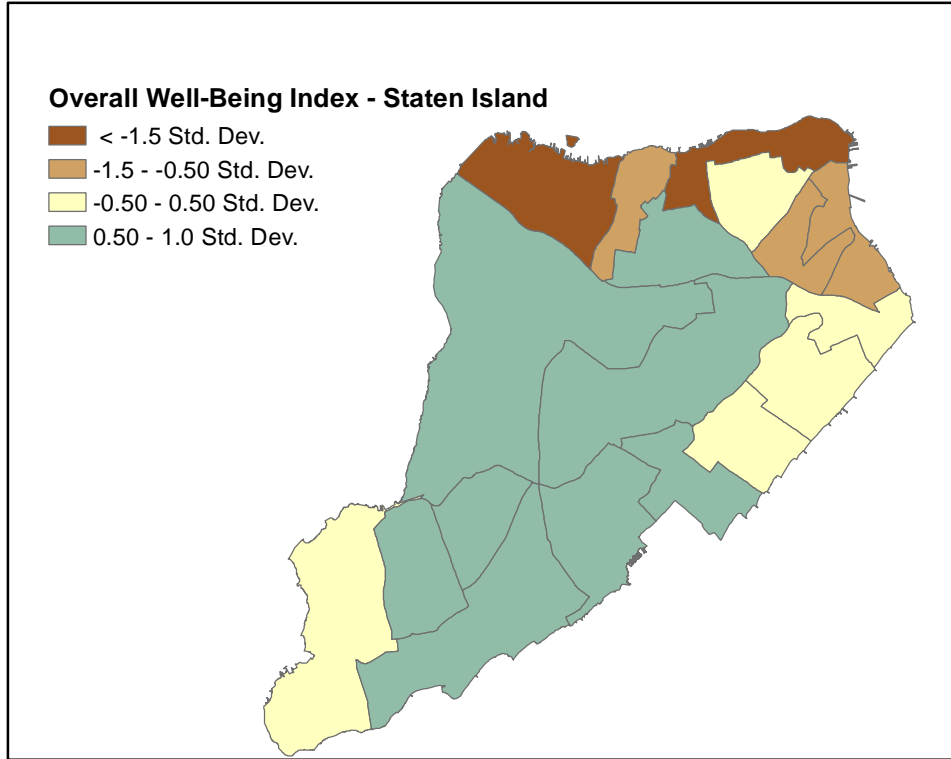 Overall Well-Being Index - Staten Island
< -1.5 Std. Dev.
-1.5 - -0.50 Std. Dev.
-0.50 - 0.50 Std. Dev.
0.50 - 1.0 Std. Dev.